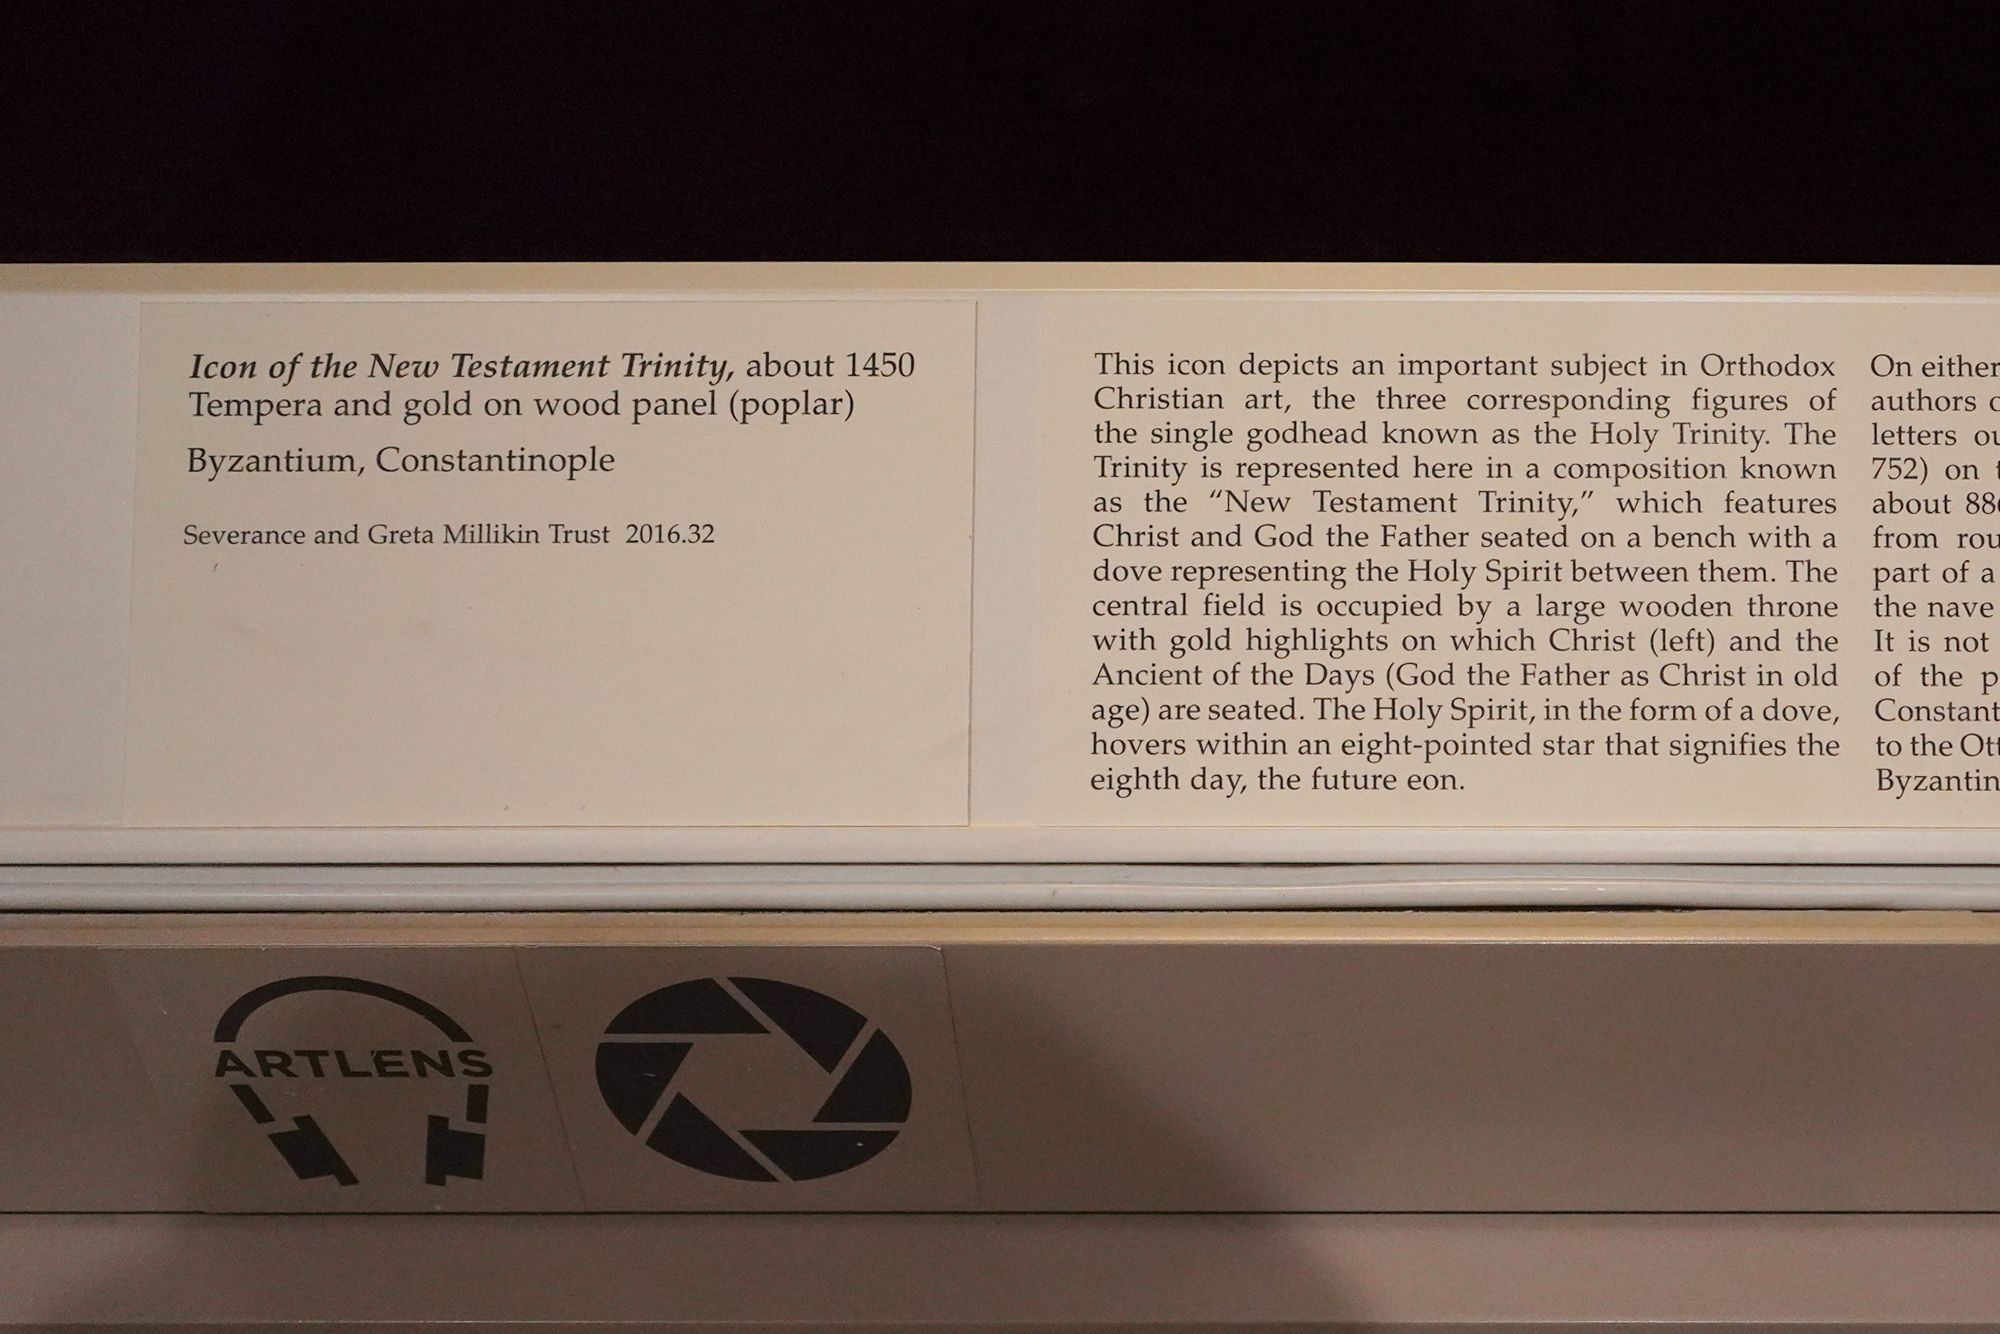 Icon of the New Testament Trinity, about 1450
Tempera and gold on wood panel (poplar)
Byzantium, Constantinople
Severance and Greta Millikin Trust 2016.32
This icon depicts an important subject in Orthodox
Christian art, the three corresponding figures of
the single godhead known as the Holy Trinity. The
Trinity is represented here in a composition known
as the “New Testament Trinity,” which features
Christ and God the Father seated on a bench with a
dove representing the Holy Spirit between them. The
central field is occupied by a large wooden throne
with gold highlights on which Christ (left) and the
Ancient of the Days (God the Father as Christ in old
age) are seated. The Holy Spirit, in the form of a dove,
hovers within an eight-pointed star that signifies the
eighth day, the future eon.
On either
authors
letters
752) on
about
from
part of a
the nave
It is not
of the
to the
ARTLENS